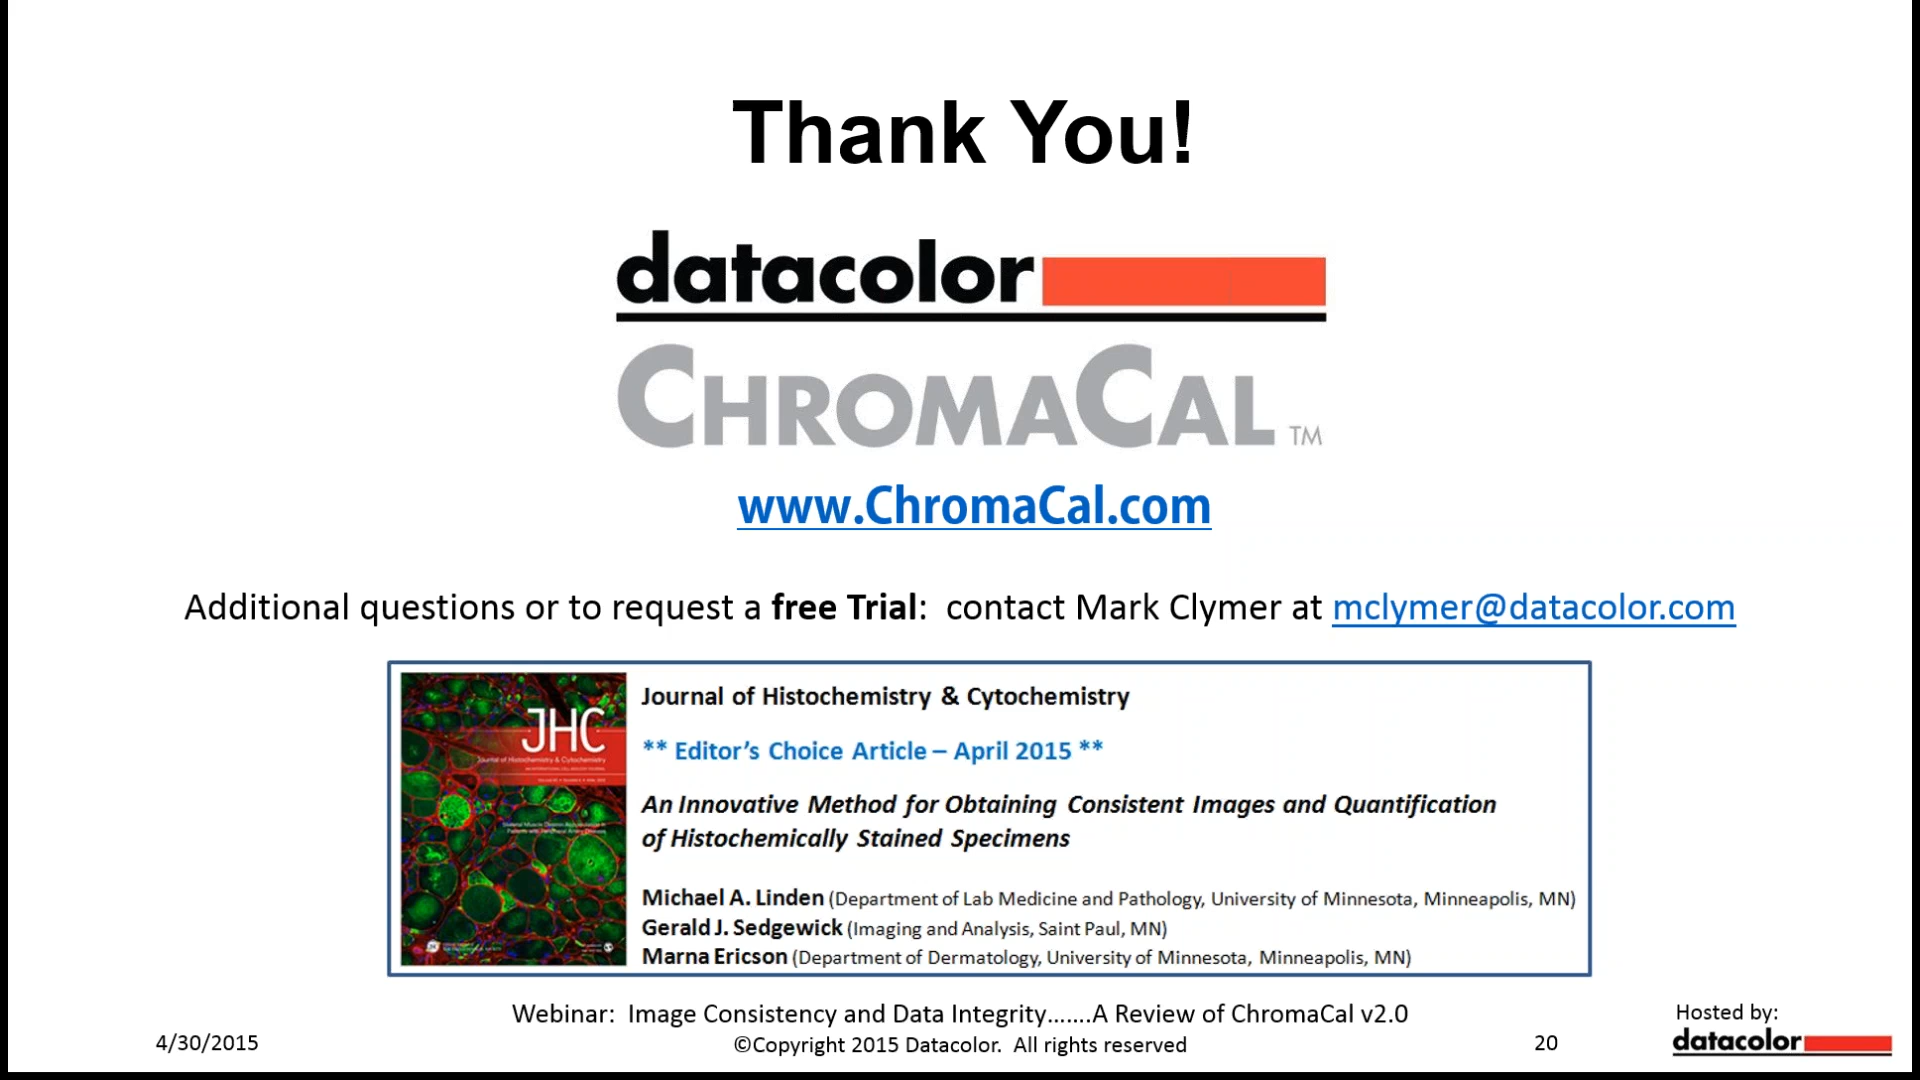 Thank You!
datacolor
CHROMACAL TM
www.ChromaCal.com
Additional questions or to request a free Trial:  contact Mark Clymer at mclymer@datacolor.com
JHC
Journal of Histochemistry & Cytochemistry
Journal of Histochemistry & Cytochemistry
** Editor’s Choice Article – April 2015 **
An Innovative Method for Obtaining Consistent Images and Quantification
of Histochemically Stained Specimens
Michael A. Linden (Department of Lab Medicine and Pathology, University of Minnesota, Minneapolis, MN)
Gerald J. Sedgewick (Imaging and Analysis, Saint Paul, MN)
Marna Ericson (Department of Dermatology, University of Minnesota, Minneapolis, MN)
Webinar:  Image Consistency and Data Integrity.......A Review of ChromaCal v2.0
Hosted by:
4/30/2015
©Copyright 2015 Datacolor.  All rights reserved
20
datacolor